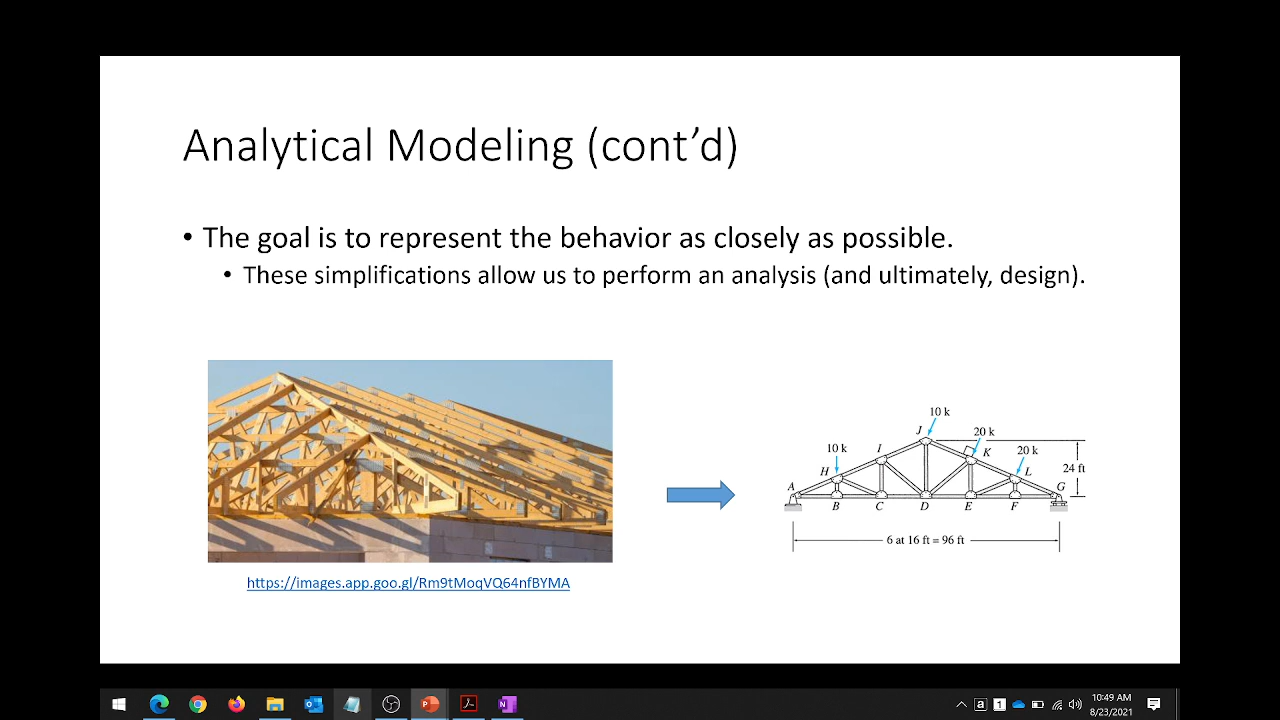 Analytical Modeling (cont’d)
• The goal is to represent the behavior as closely as possible.
• These simplifications allow us to perform an analysis (and ultimately, design).
https://images.app.goo.gl/Rm9tMoqVQ64nfBYMA
10 k
J
20 k
10 k
I
K
20 k
H
L
24 ft
A
G
B C D E F
6 at 16 ft = 96 ft
10:49 AM
8/23/2021